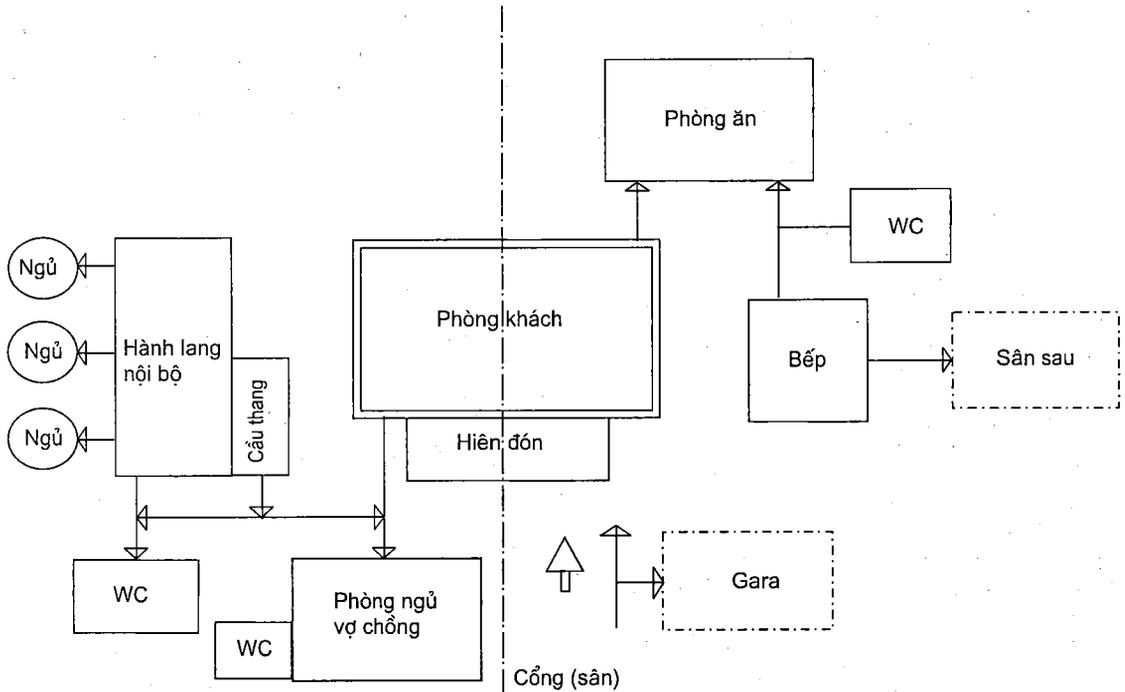 Phòng ăn
WC
Ngủ
Ngủ
Ngủ
Hành lang
nội bộ
Cầu thang
Phòng khách
Hiên đón
Bếp
Sân sau
WC
Phòng ngủ
vợ chồng
WC
Gara
Cổng (sân)